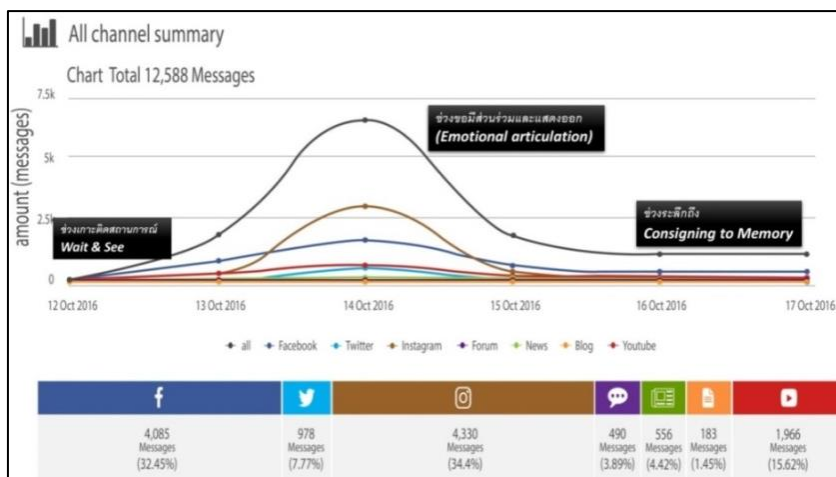 All channel summary
Chart Total 12,588 Messages
amount (messages)
7.5k
5k
2.5k
0
ช่วงเกาะติดสถานการณ์
Wait & See
ช่วงขอมีส่วนร่วมและแสดงออก
(Emotional articulation)
ช่วงระลึกถึง
Consigning to Memory
12 Oct 2016
13 Oct 2016
14 Oct 2016
15 Oct 2016
16 Oct 2016
17 Oct 2016
all Facebook Twitter Instagram Forum News Blog Youtube
4,085
Messages
(32.45%)
978
Messages
(7.77%)
4,330
Messages
(34.4%)
490
Messages
(3.89%)
556
Messages
(4.42%)
183
Messages
(1.45%)
1,966
Messages
(15.62%)